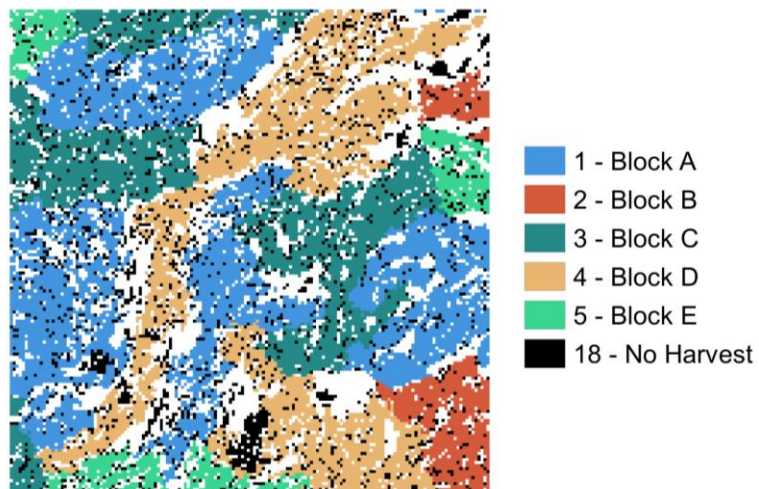 1 - Block A
2 - Block B
3 - Block C
4 - Block D
5 - Block E
18 - No Harvest